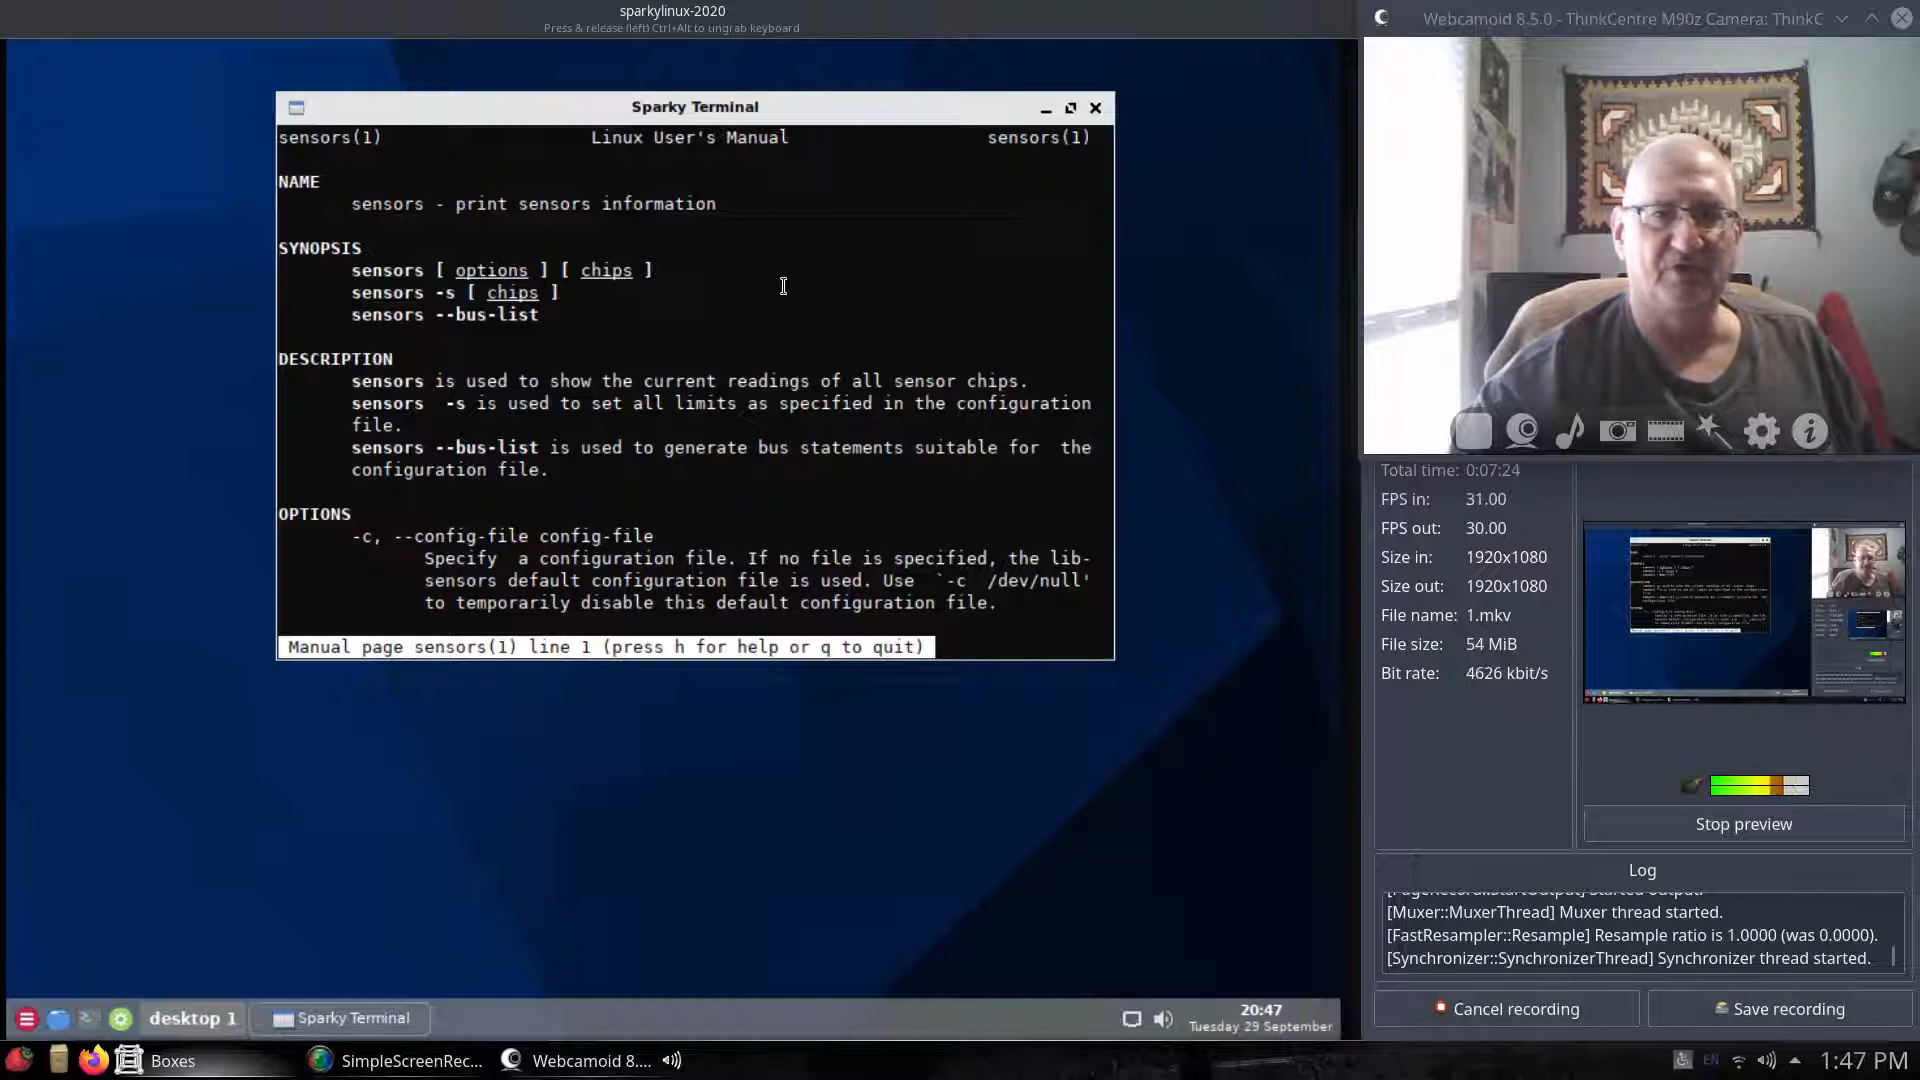 sparkylinux-2020
Press & release (left) Ctrl+Alt to ungrab keyboard
Webcamoid 8.5.0 - ThinkCentre M90z Camera: ThinkC
Sparky Terminal
sensors(1) Linux User's Manual sensors(1)
NAME
sensors - print sensors information
SYNOPSIS
sensors [ options ] [ chips ]
sensors -s [ chips ]
sensors --bus-list
DESCRIPTION
sensors is used to show the current readings of all sensor chips.
sensors -s is used to set all limits as specified in the configuration
file.
sensors --bus-list is used to generate bus statements suitable for the
configuration file.
OPTIONS
-c, --config-file config-file
Specify a configuration file. If no file is specified, the lib-
sensors default configuration file is used. Use `-c /dev/null'
to temporarily disable this default configuration file.
Manual page sensors(1) line 1 (press h for help or q to quit)
Total time: 0:07:24
FPS in: 31.00
FPS out: 30.00
Size in: 1920x1080
Size out: 1920x1080
File name: 1.mkv
File size: 54 MiB
Bit rate: 4626 kbit/s
Stop preview
Log
[Muxer::MuxerThread] Muxer thread started.
[FastResampler::Resample] Resample ratio is 1.0000 (was 0.0000).
[Synchronizer::SynchronizerThread] Synchronizer thread started.
Cancel recording
Save recording
desktop 1
Sparky Terminal
20:47
Tuesday 29 September
Boxes
SimpleScreenRec...
Webcamoid 8....
EN
1:47 PM